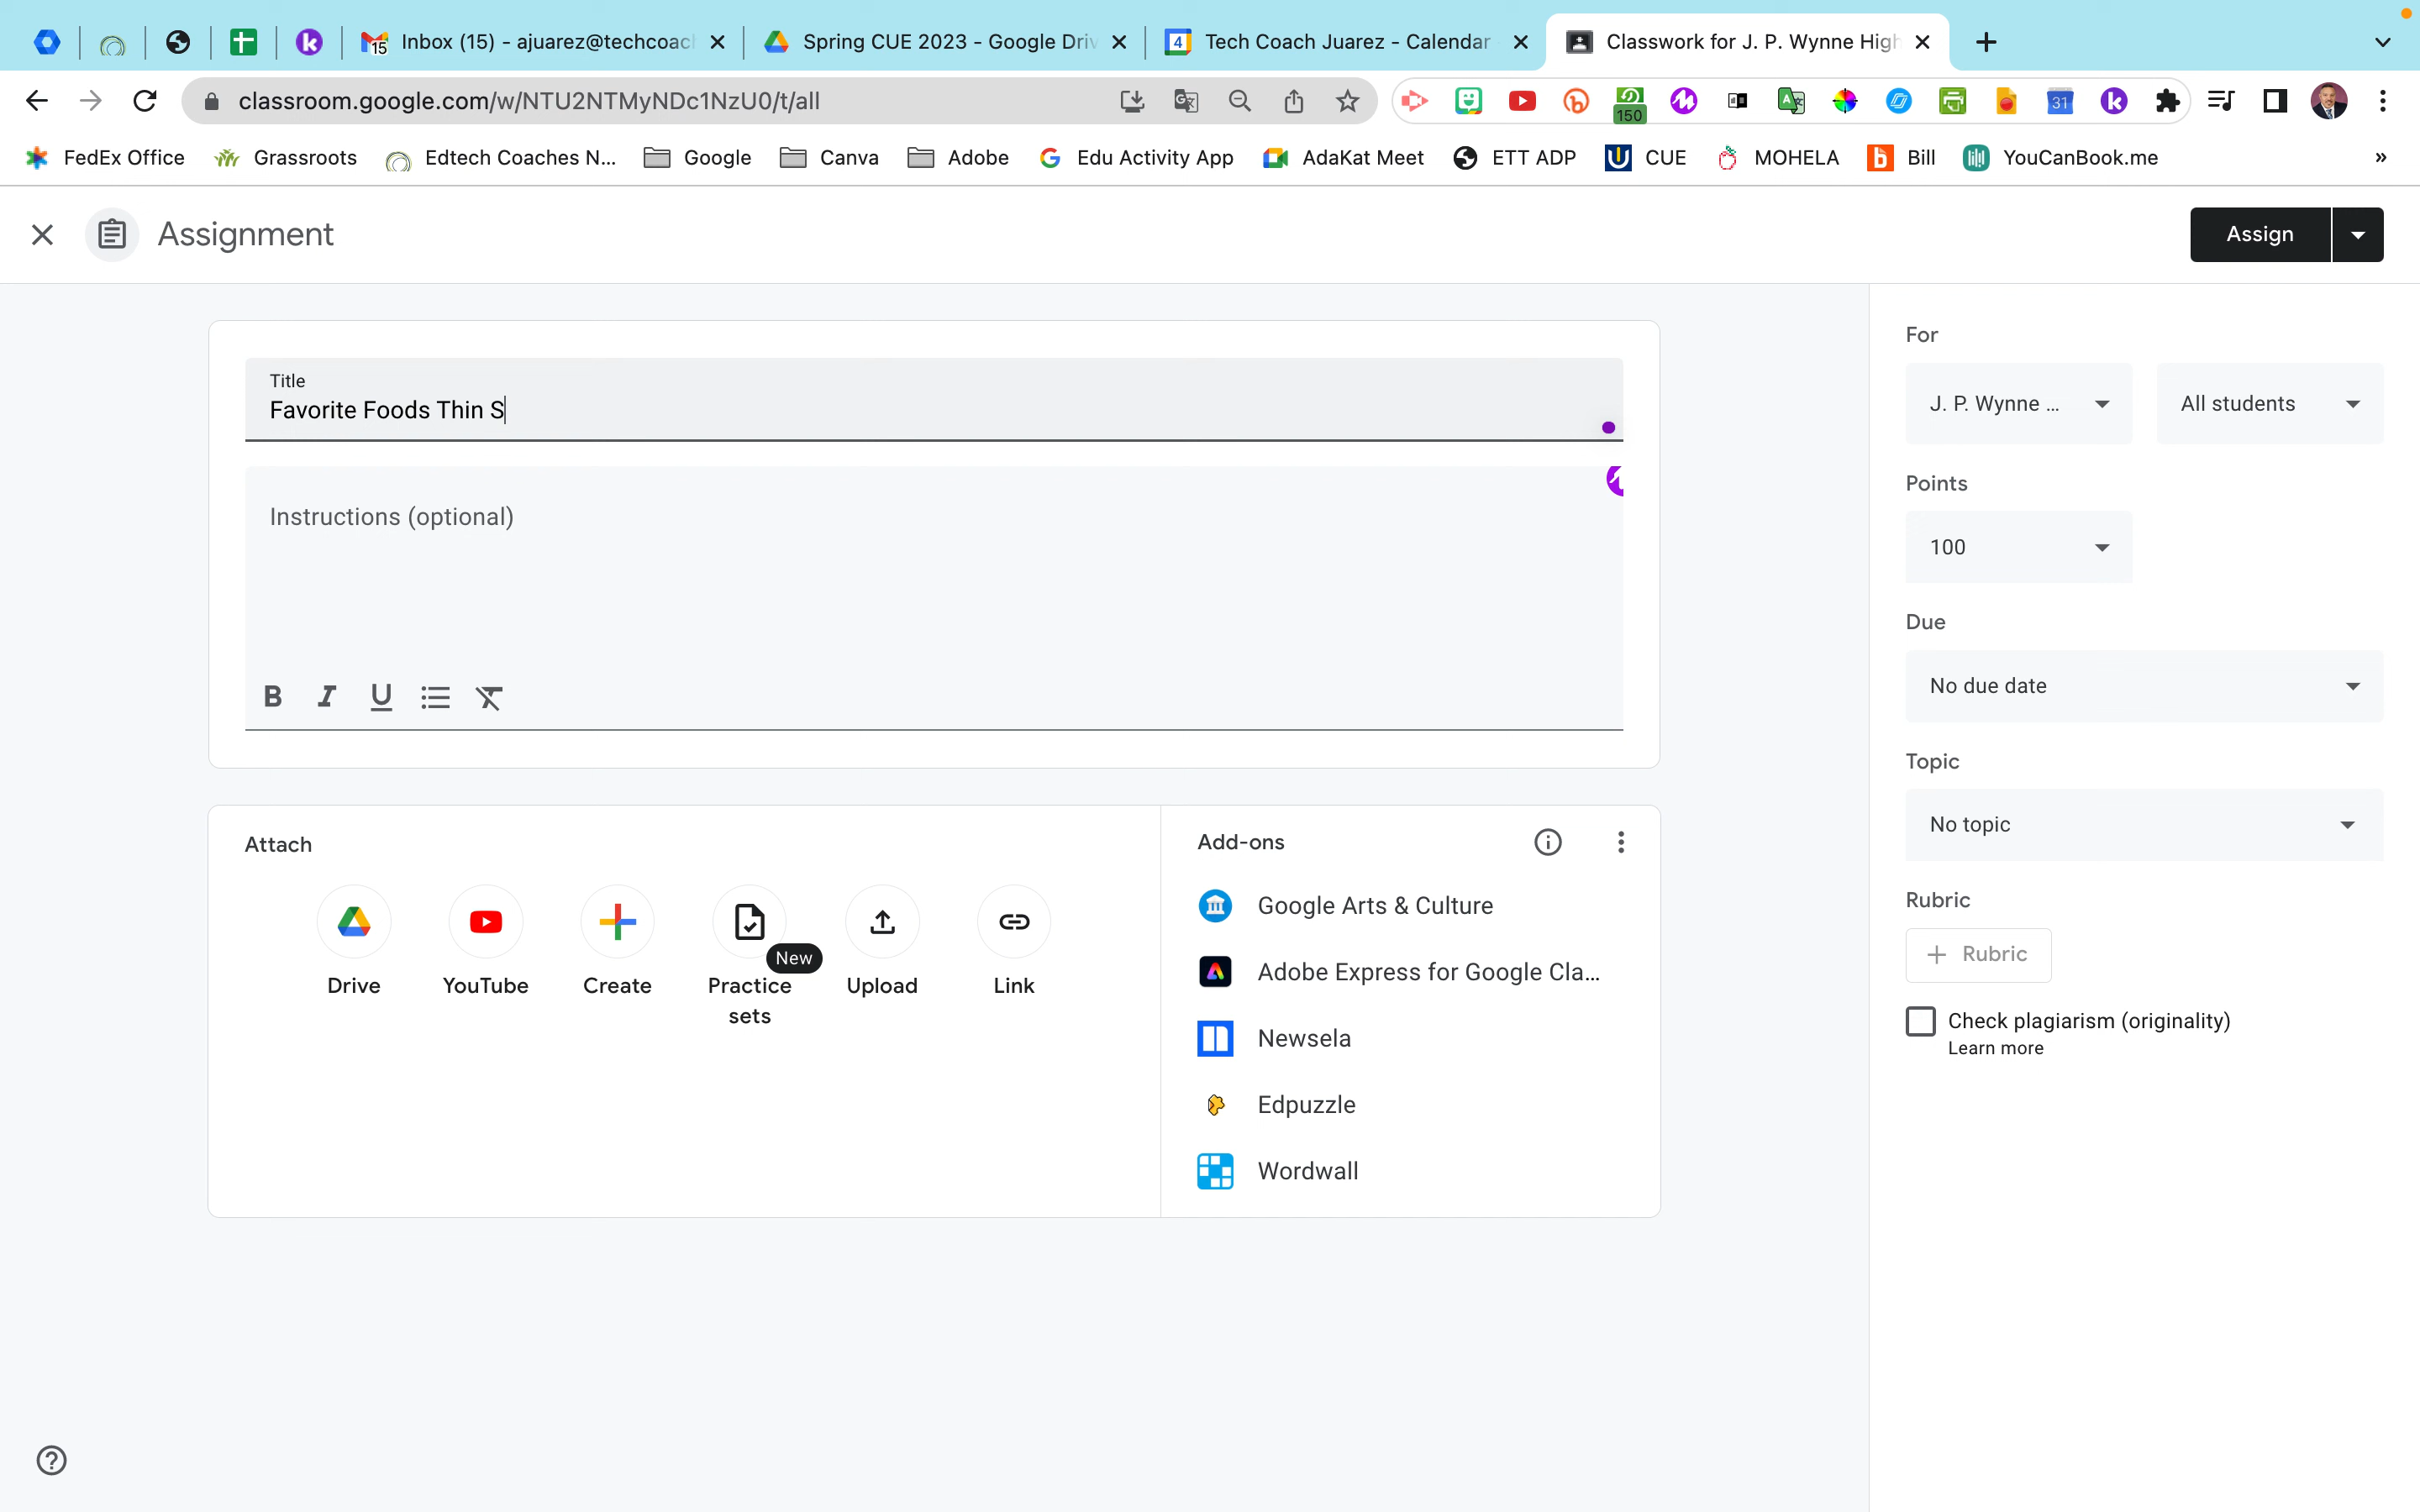 15 Inbox (15) - ajuarez@techcoac
Spring CUE 2023 - Google Driv
4 Tech Coach Juarez - Calendar
Classwork for J. P. Wynne High
classroom.google.com/w/NTU2NTMyNDc1NzU0/t/all
150
31
FedEx Office
Grassroots
Edtech Coaches N...
Google
Canva
Adobe
Edu Activity App
AdaKat Meet
ETT ADP
CUE
MOHELA
Bill
YouCanBook.me
»
Assignment
Assign
Title
Favorite Foods Thin S
Instructions (optional)
B I U
Attach
Drive
YouTube
Create
New
Practice sets
Upload
Link
Add-ons
Google Arts & Culture
Adobe Express for Google Cla...
Newsela
Edpuzzle
Wordwall
For
J. P. Wynne ...
All students
Points
100
Due
No due date
Topic
No topic
Rubric
+ Rubric
Check plagiarism (originality)
Learn more